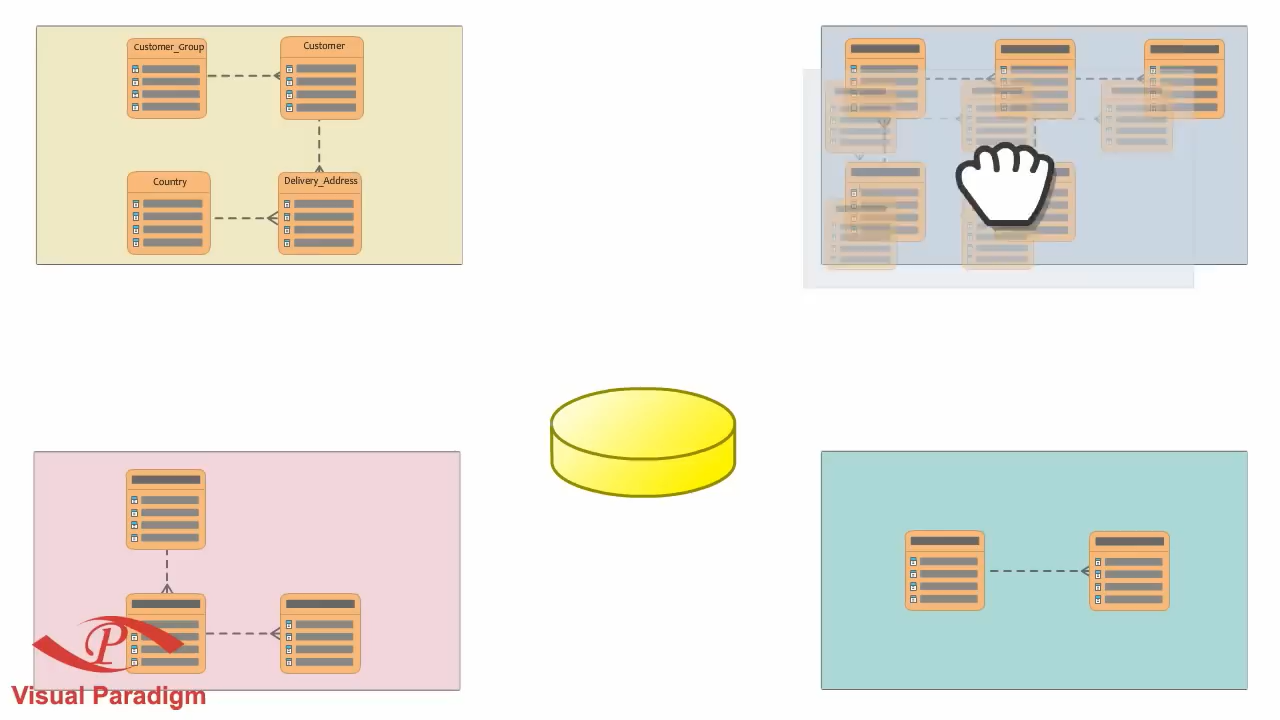 Customer_Group
Customer
Country
Delivery_Address
Visual Paradigm